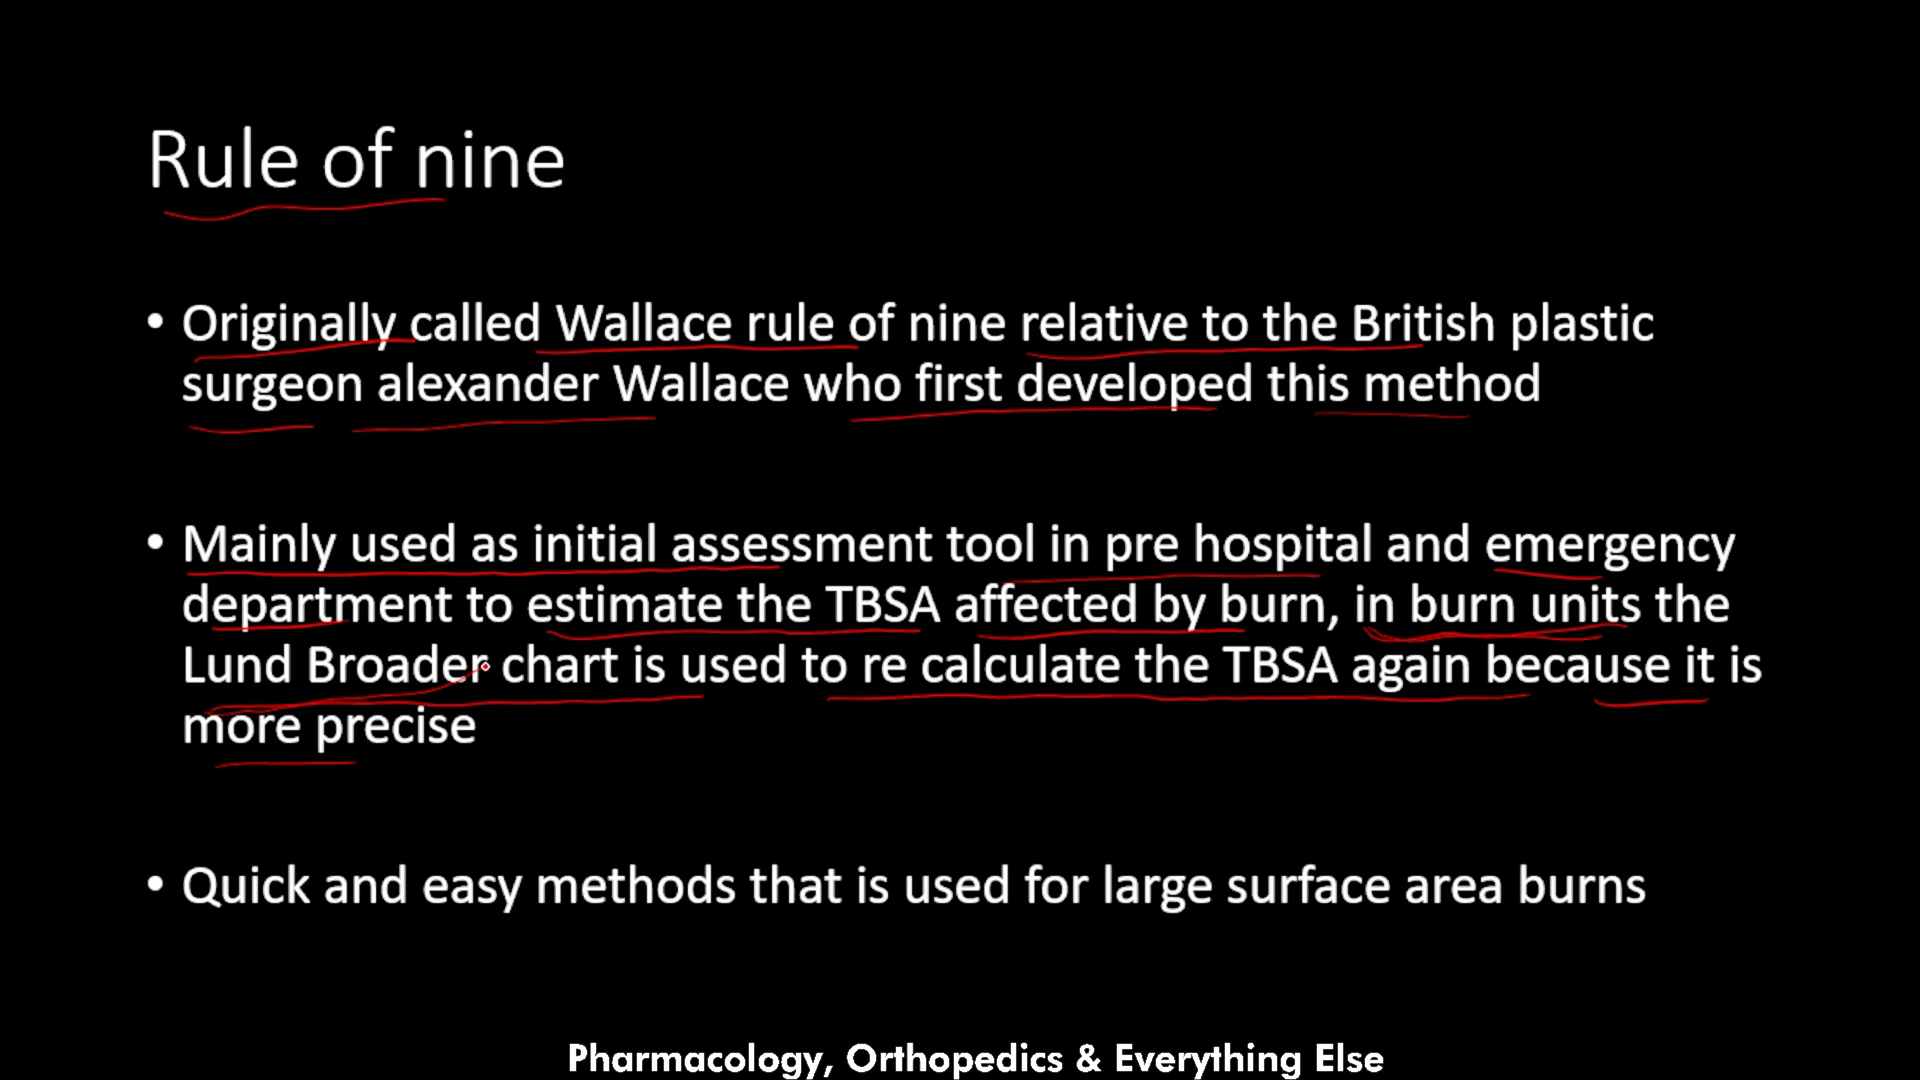 Rule of nine
• Originally called Wallace rule of nine relative to the British plastic
surgeon alexander Wallace who first developed this method
• Mainly used as initial assessment tool in pre hospital and emergency
department to estimate the TBSA affected by burn, in burn units the
Lund Broader chart is used to re calculate the TBSA again because it is
more precise
• Quick and easy methods that is used for large surface area burns
Pharmacology, Orthopedics & Everything Else